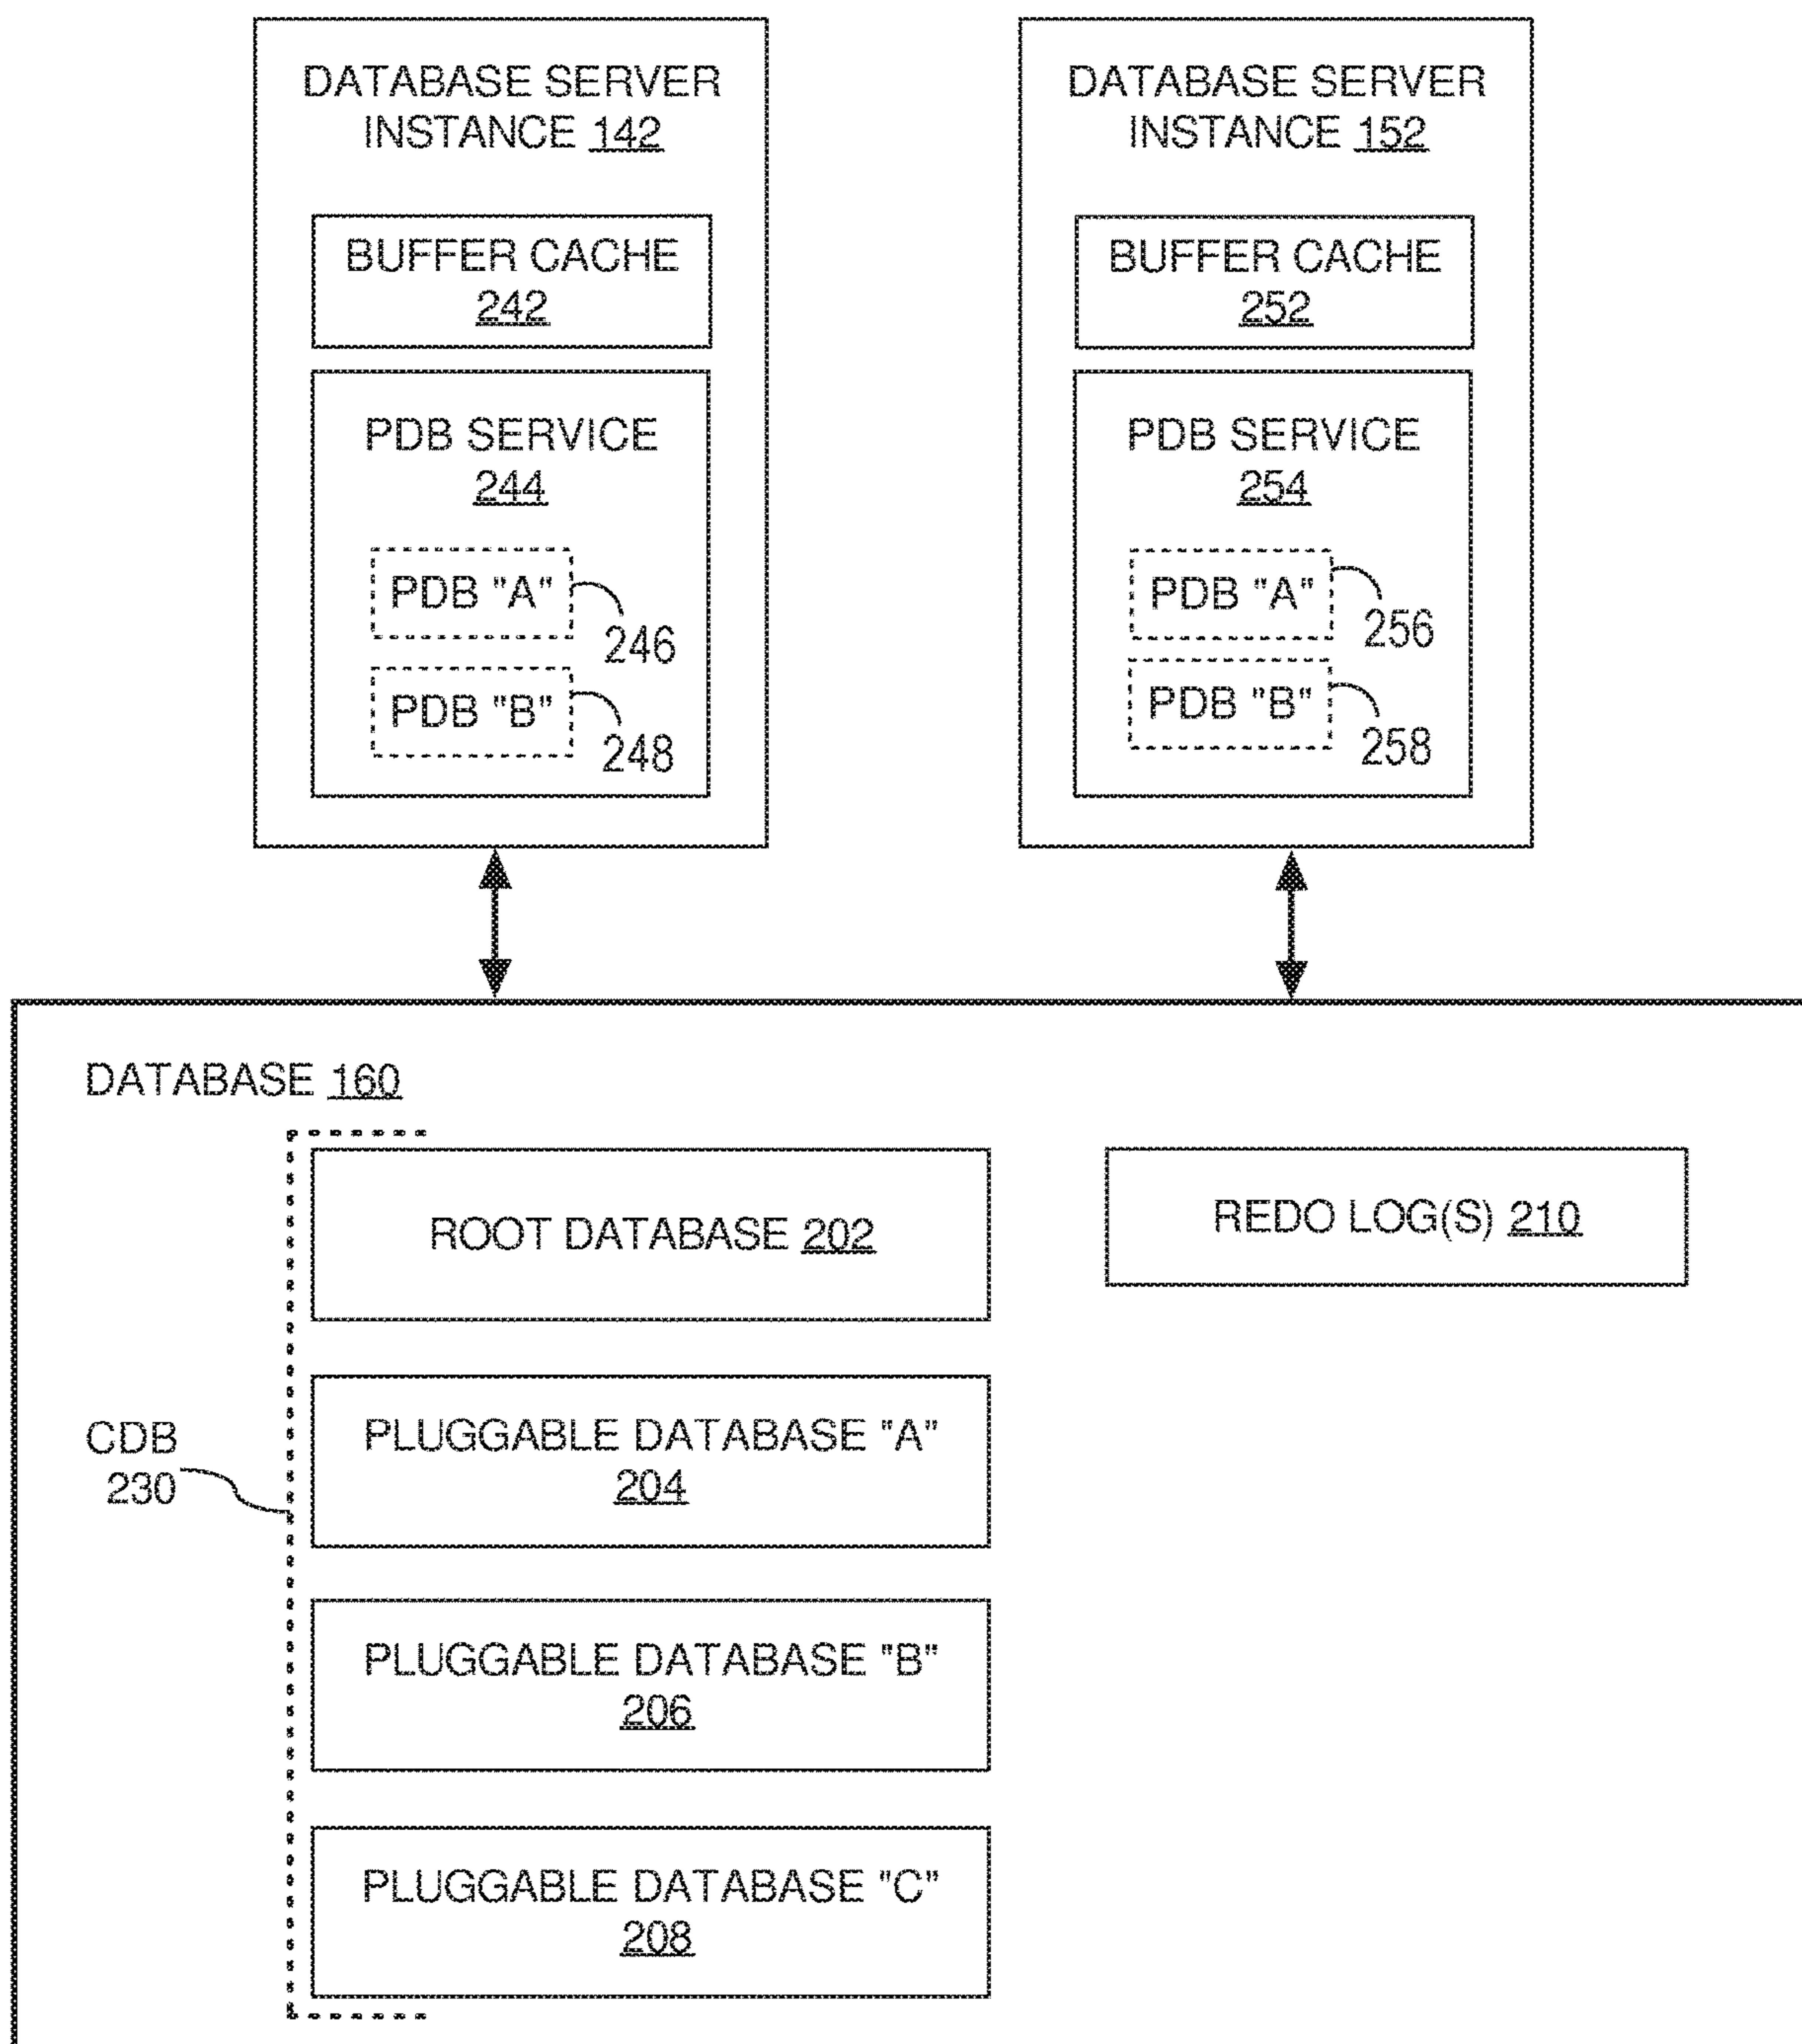 DATABASE SERVER
INSTANCE 142
BUFFER CACHE
242
PDB SERVICE
244
PDB "A"
246
PDB "B"
248
DATABASE SERVER
INSTANCE 152
BUFFER CACHE
252
PDB SERVICE
254
PDB "A"
256
PDB "B"
258
DATABASE 160
CDB
230
ROOT DATABASE 202
PLUGGABLE DATABASE "A"
204
PLUGGABLE DATABASE "B"
206
PLUGGABLE DATABASE "C"
208
REDO LOG(S) 210